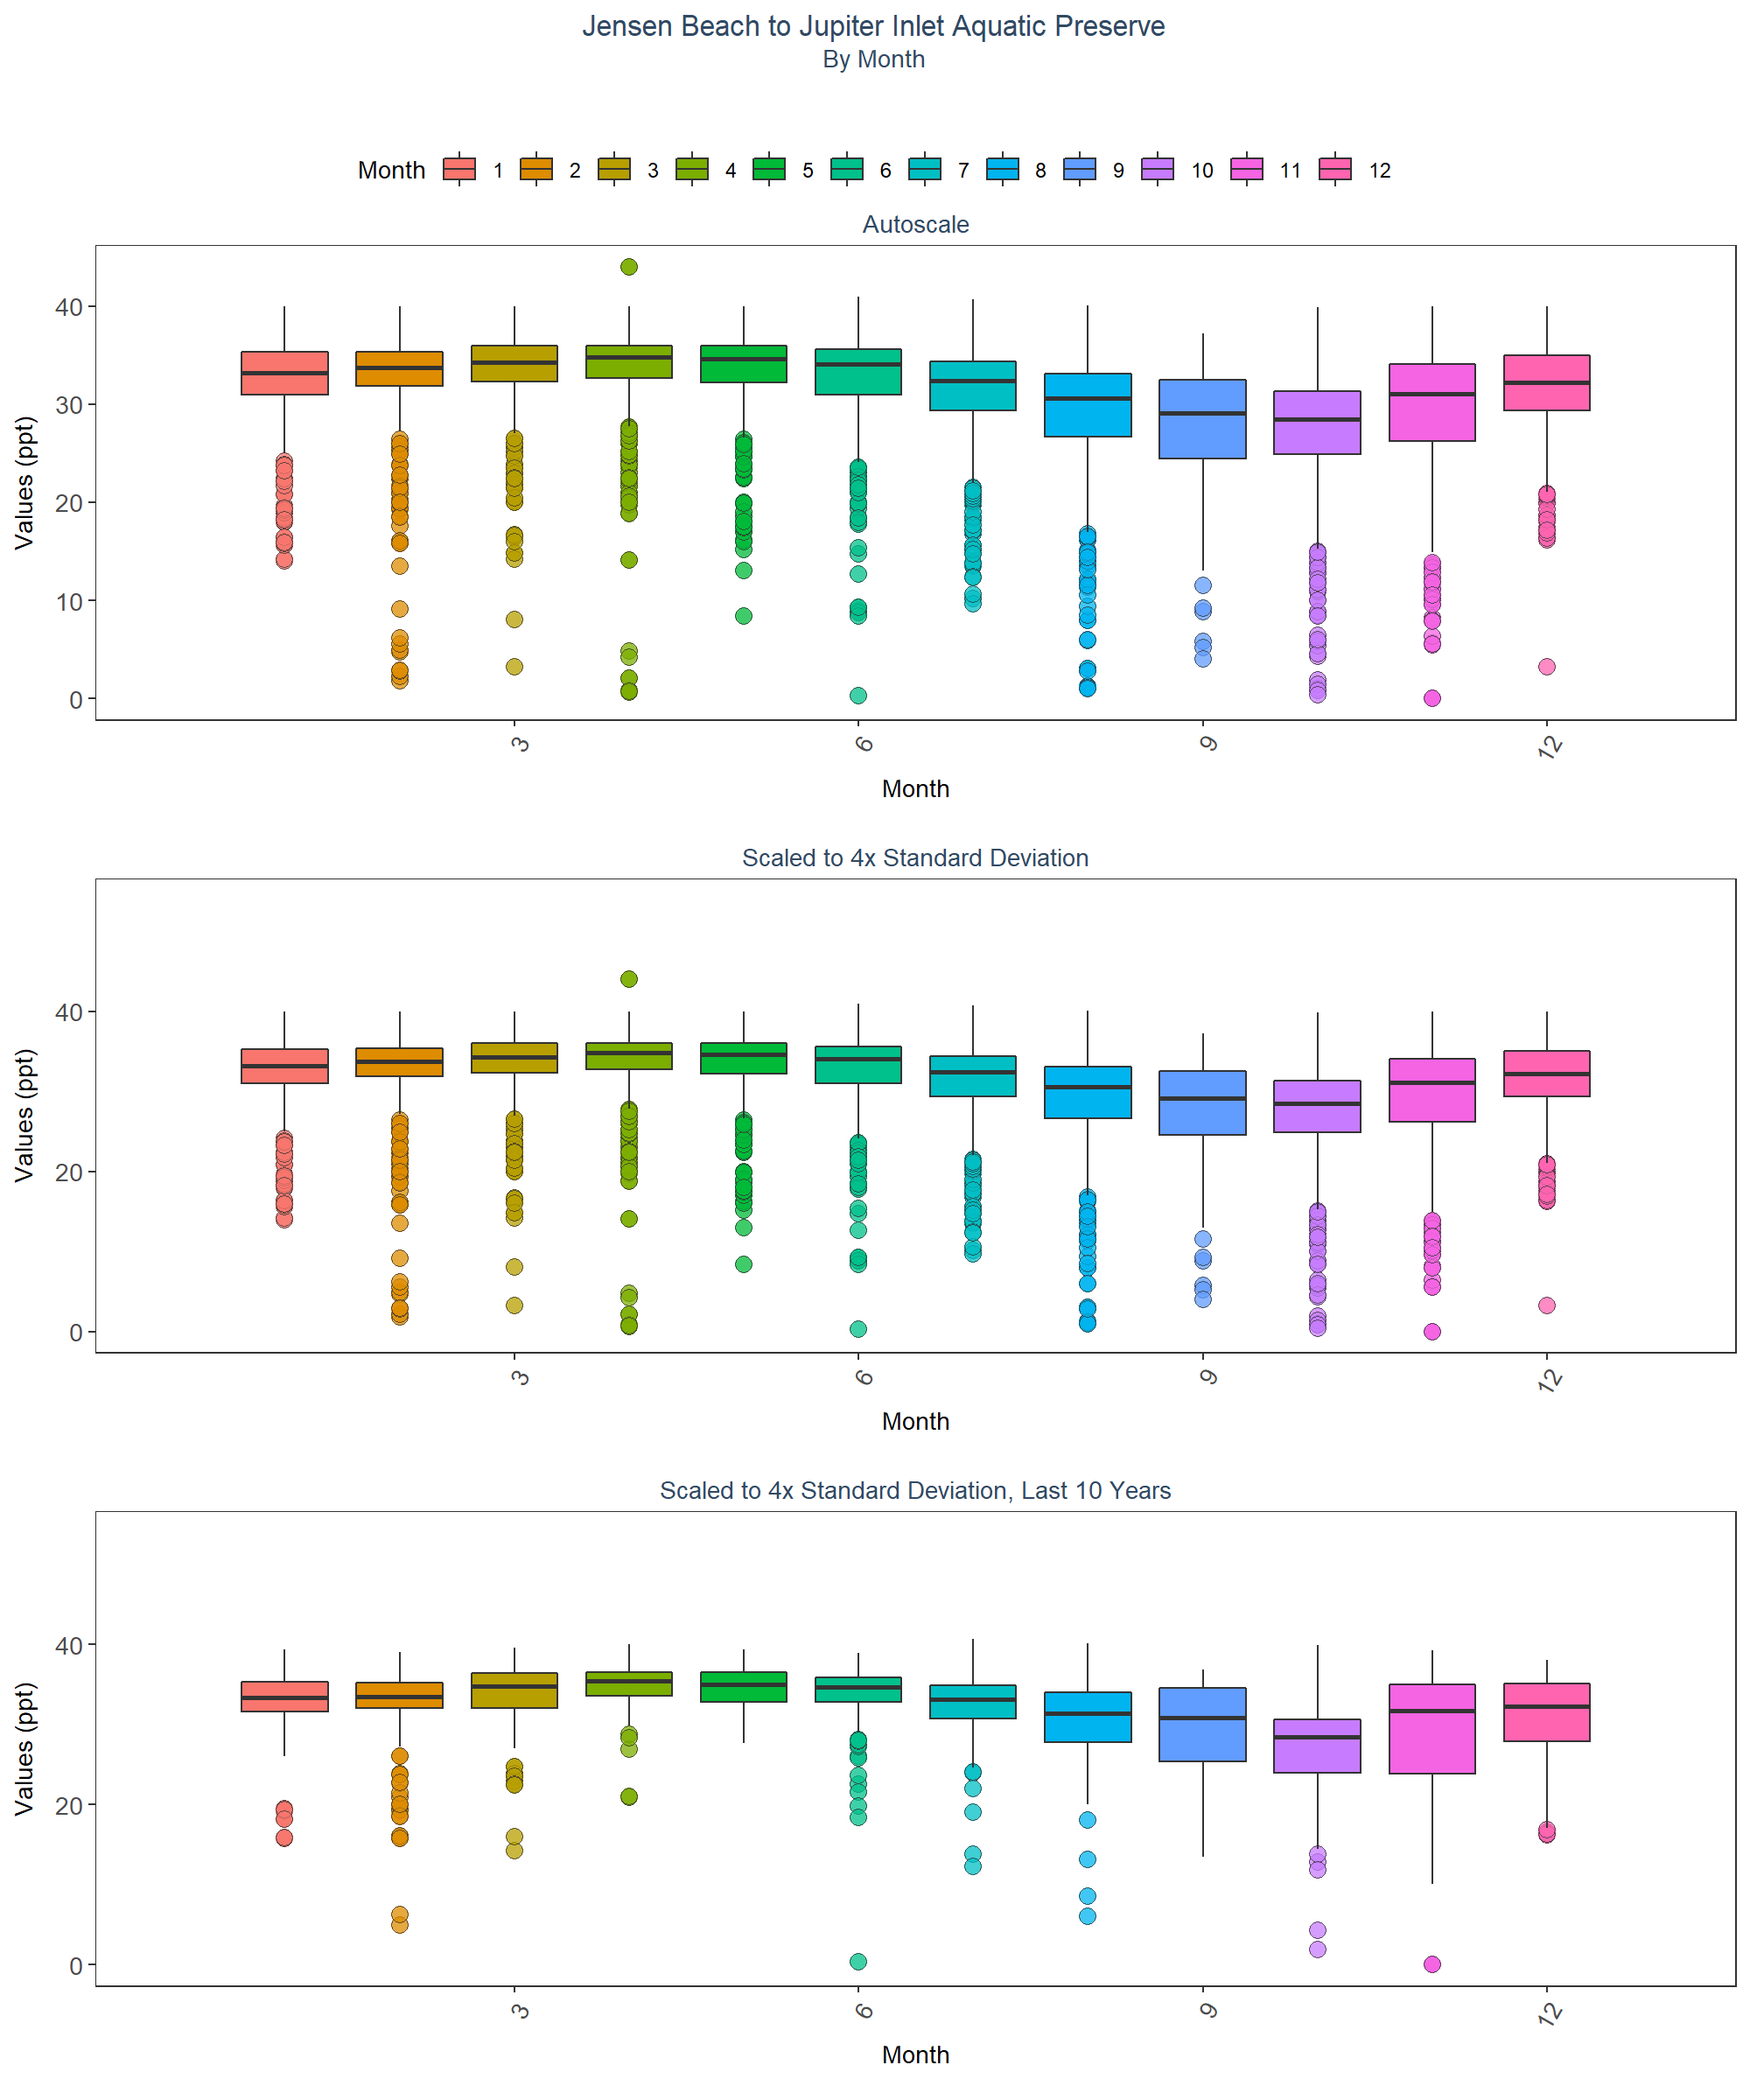 Jensen Beach to Jupiter Inlet Aquatic Preserve
By Month
Month 1 2 3 4 5 6 7 8 9 10 11 12
Autoscale
Values (ppt)
40
30
20
10
0
3 6 9 12
Month
Scaled to 4x Standard Deviation
Values (ppt)
40
20
0
3 6 9 12
Month
Scaled to 4x Standard Deviation, Last 10 Years
Values (ppt)
40
20
0
3 6 9 12
Month